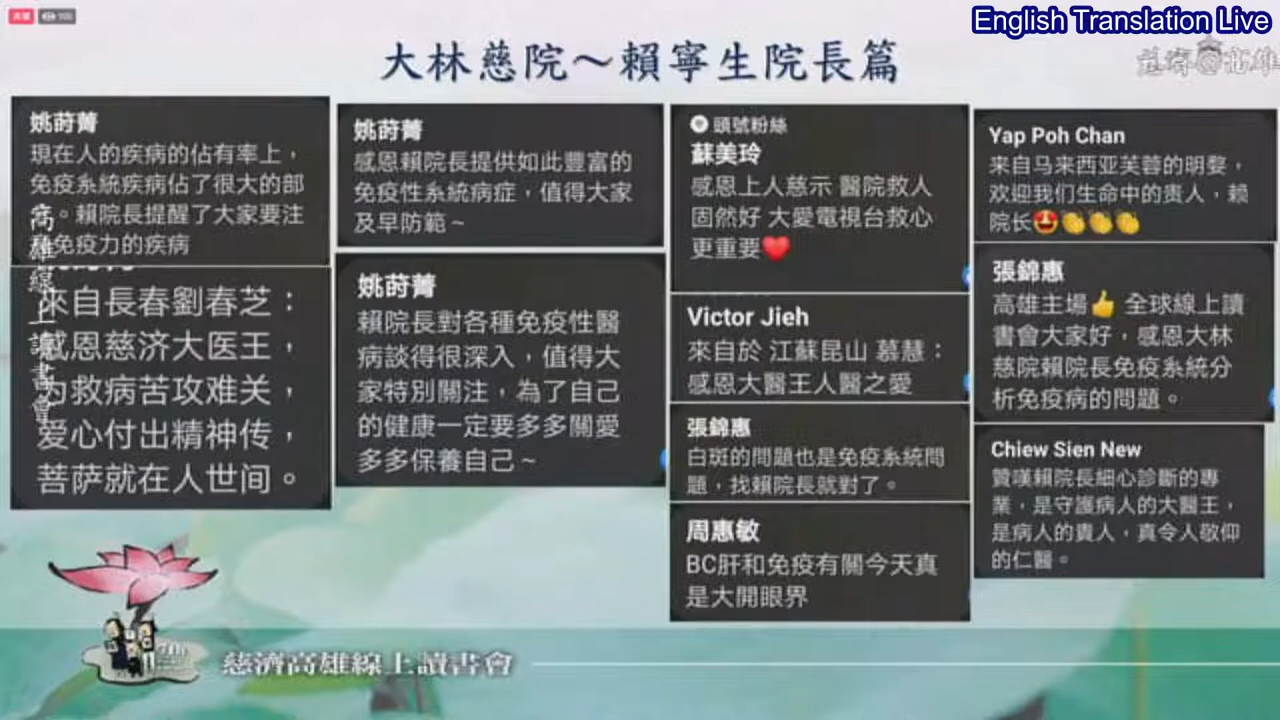 English Translation Live
大林慈院～賴寧生院長篇
姚莳菁
現在人的疾病的佔有率上，
免疫系統疾病佔了很大的部
。賴院長提醒了大家要注
免疫力的疾病
來自長春劉春芝：
感恩慈济大医王，
为救病苦攻难关，
爱心付出精神传，
菩萨就在人世间。
高雄線上讀書會
姚莳菁
感恩賴院長提供如此豐富的
免疫性系統病症，值得大家
及早防範~
姚莳菁
賴院長對各種免疫性醫
病談得很深入，值得大
家特別關注，為了自己
的健康一定要多多關愛
多多保養自己~
頭號粉絲
蘇美玲
感恩上人慈示 醫院救人
固然好 大愛電視台救心
更重要❤️
Victor Jieh
來自於 江蘇昆山 慕慧：
感恩大醫王人醫之愛
張錦惠
白斑的問題也是免疫系統問
題，找賴院長就對了。
周惠敏
BC肝和免疫有關今天真
是大開眼界
Yap Poh Chan
来自马来西亚芙蓉的明婺，
欢迎我们生命中的贵人，赖
院长🤩👏👏👏
張錦惠
高雄主場👍 全球線上讀
書會大家好，感恩大林
慈院賴院長免疫系統分
析免疫病的問題。
Chiew Sien New
贊嘆賴院長細心診斷的專
業，是守護病人的大醫王，
是病人的貴人，真令人敬仰
的仁醫。
慈濟高雄線上讀書會